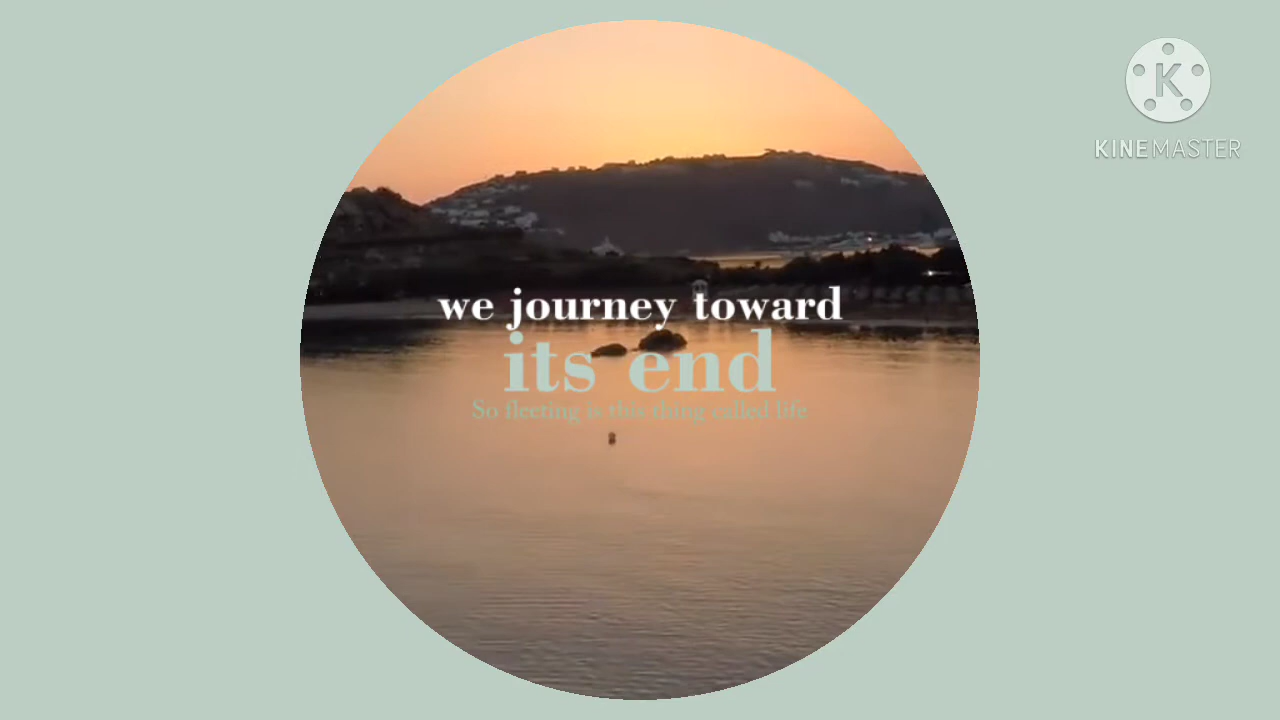 K
KINEMASTER
we journey toward
its end
So fleeting is this thing called life